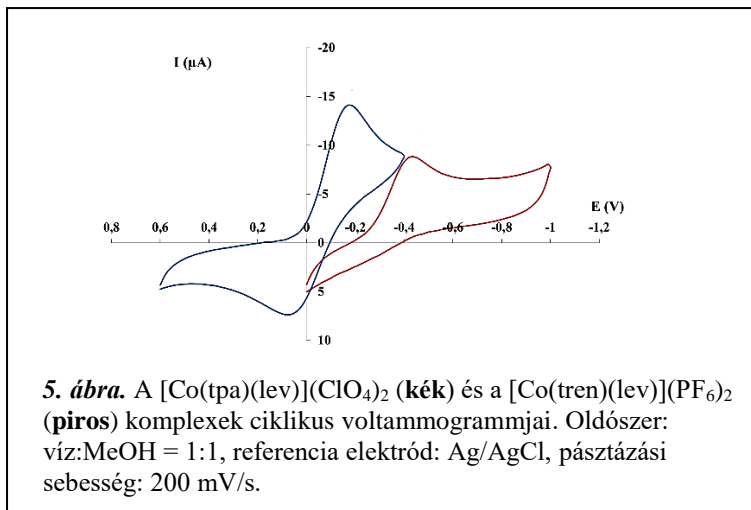 -20
I (µA)
-15
-10
-5
E (V)
0,8 0,6 0,4 0,2 0 -0,2 -0,4 -0,6 -0,8 -1 -1,2
0
5
10
5. ábra. A [Co(tpa)(lev)](ClO₄)₂ (kék) és a [Co(tren)(lev)](PF₆)₂
(piros) komplexek ciklikus voltammogrammjai. Oldószer:
víz:MeOH = 1:1, referencia elektród: Ag/AgCl, pásztázási
sebesség: 200 mV/s.